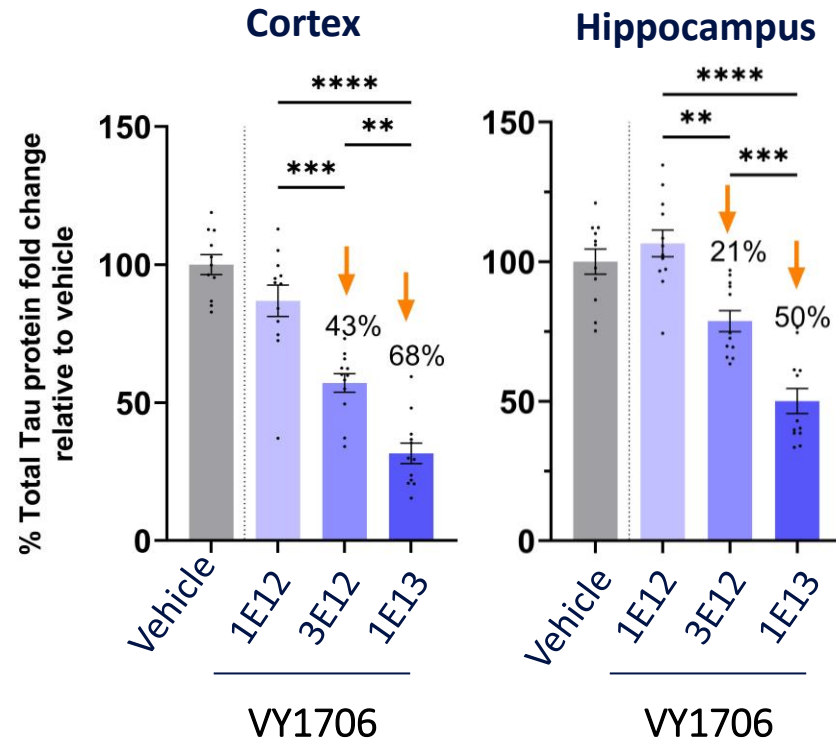 Cortex
% Total Tau protein fold change
relative to vehicle
150
100
50
0
****
**
***
43%
68%
Vehicle
1E12
3E12
1E13
VY1706
Hippocampus
150
100
50
0
****
**
***
21%
50%
Vehicle
1E12
3E12
1E13
VY1706